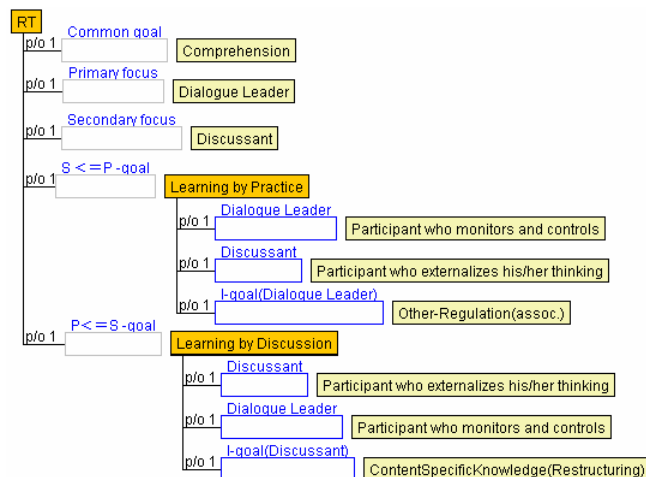 RT
p/o 1 Common goal
Comprehension
p/o 1 Primary focus
Dialogue Leader
p/o 1 Secondary focus
Discussant
p/o 1 S<=P-goal
Learning by Practice
p/o 1 Dialogue Leader
Participant who monitors and controls
p/o 1 Discussant
Participant who externalizes his/her thinking
p/o 1 I-goal(Dialogue Leader)
Other-Regulation(assoc.)
p/o 1 P<=S-goal
Learning by Discussion
p/o 1 Discussant
Participant who externalizes his/her thinking
p/o 1 Dialogue Leader
Participant who monitors and controls
p/o 1 I-goal(Discussant)
ContentSpecificKnowledge(Restructuring)